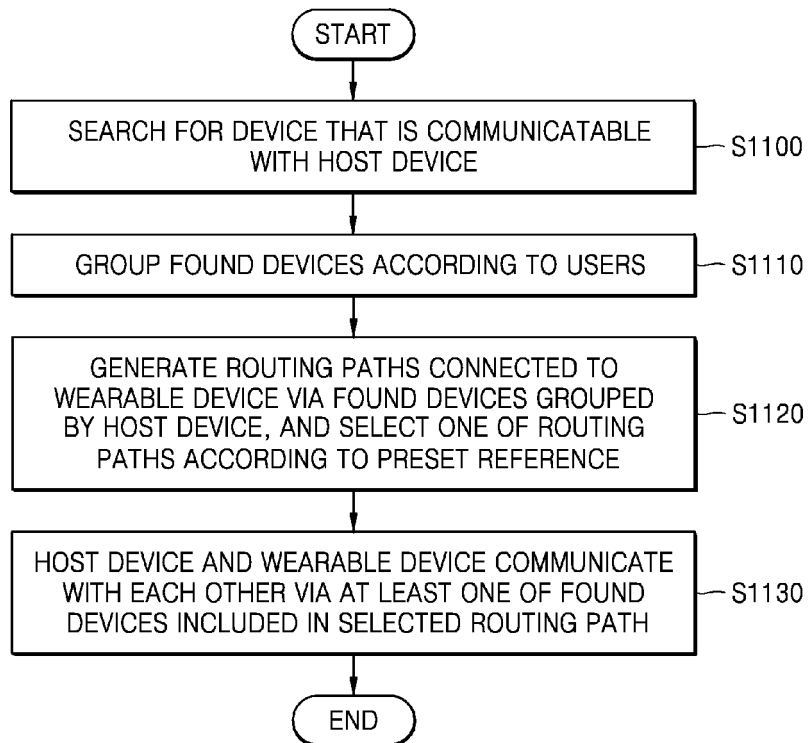 START
SEARCH FOR DEVICE THAT IS COMMUNICATABLE
WITH HOST DEVICE
S1100
GROUP FOUND DEVICES ACCORDING TO USERS
S1110
GENERATE ROUTING PATHS CONNECTED TO
WEARABLE DEVICE VIA FOUND DEVICES GROUPED
BY HOST DEVICE, AND SELECT ONE OF ROUTING
PATHS ACCORDING TO PRESET REFERENCE
S1120
HOST DEVICE AND WEARABLE DEVICE COMMUNICATE
WITH EACH OTHER VIA AT LEAST ONE OF FOUND
DEVICES INCLUDED IN SELECTED ROUTING PATH
S1130
END